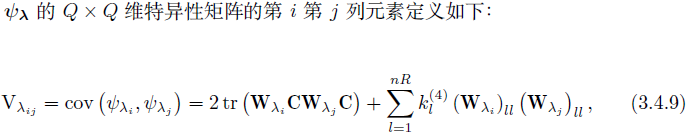 ψ_λ 的 Q × Q 维特异性矩阵的第 i 第 j 列元素定义如下:
V_{λ_{ij}} = cov (ψ_{λ_i}, ψ_{λ_j}) = 2 tr (W_{λ_i} C W_{λ_j} C) + ∑_{l=1}^{nR} k_l^{(4)} (W_{λ_i})_{ll} (W_{λ_j})_{ll} , (3.4.9)